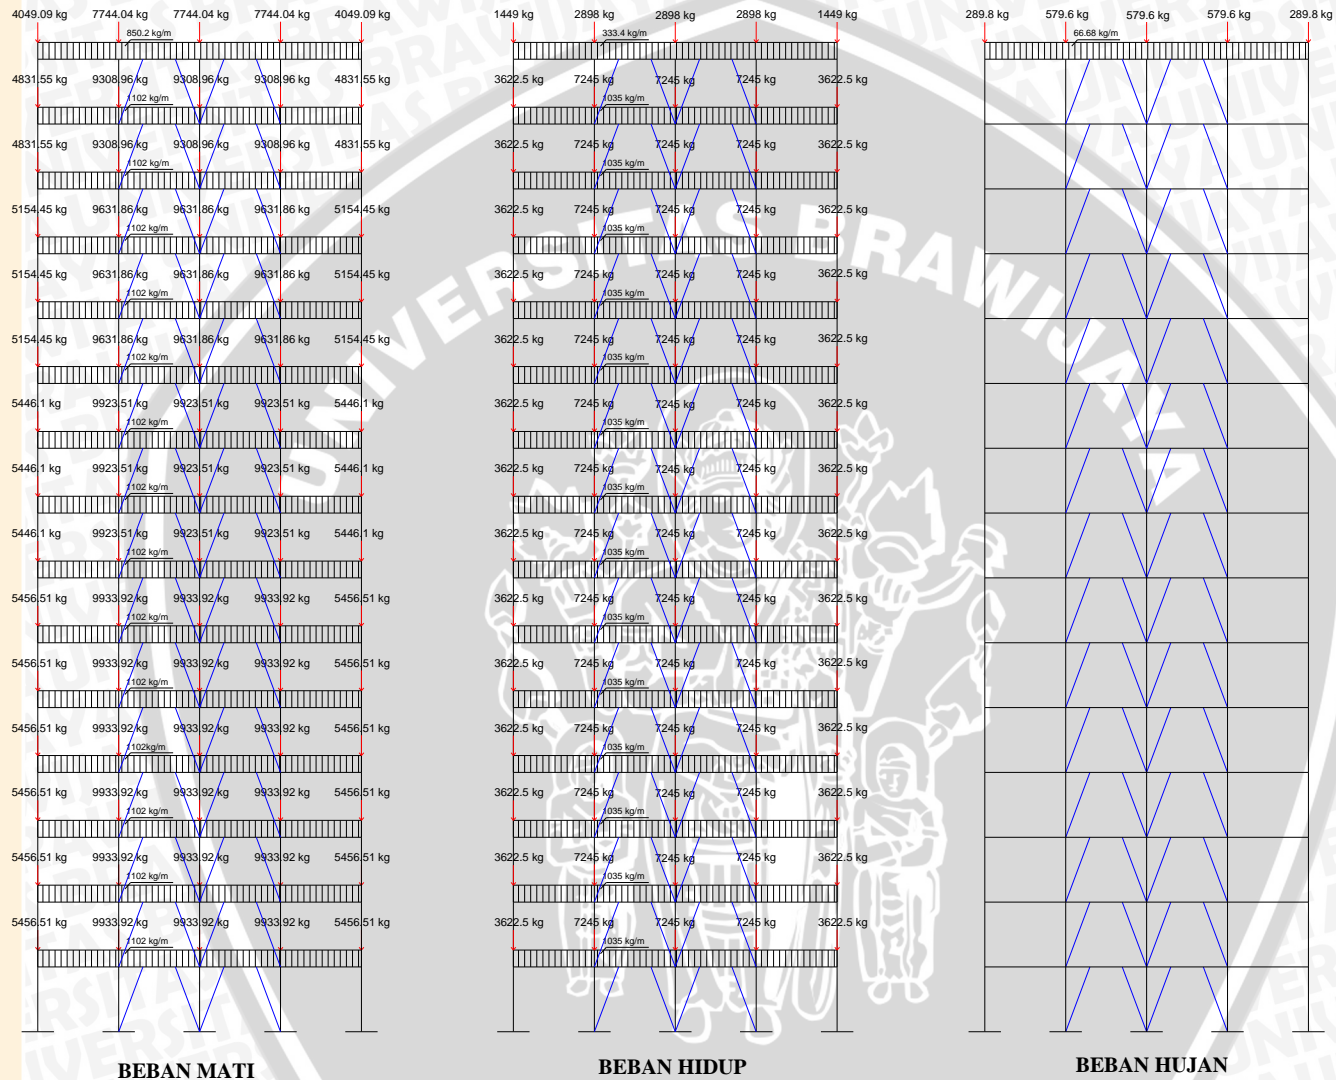 4049.09 kg 7744.04 kg 7744.04 kg 7744.04 kg 4049.09 kg 1449 kg 2898 kg 2898 kg 2898 kg 1449 kg 289.8 kg 579.6 kg 579.6 kg 579.6 kg 289.8 kg
850.2 kg/m 333.4 kg/m 66.68 kg/m
4831.55 kg 9308.96 kg 9308.96 kg 9308.96 kg 4831.55 kg 3622.5 kg 7245 kg 7245 kg 7245 kg 3622.5 kg
1102 kg/m 1035 kg/m
4831.55 kg 9308.96 kg 9308.96 kg 9308.96 kg 4831.55 kg 3622.5 kg 7245 kg 7245 kg 7245 kg 3622.5 kg
1102 kg/m 1035 kg/m
5154.45 kg 9631.86 kg 9631.86 kg 9631.86 kg 5154.45 kg 3622.5 kg 7245 kg 7245 kg 7245 kg 3622.5 kg
1102 kg/m 1035 kg/m
5154.45 kg 9631.86 kg 9631.86 kg 9631.86 kg 5154.45 kg 3622.5 kg 7245 kg 7245 kg 7245 kg 3622.5 kg
1102 kg/m 1035 kg/m
5154.45 kg 9631.86 kg 9631.86 kg 9631.86 kg 5154.45 kg 3622.5 kg 7245 kg 7245 kg 7245 kg 3622.5 kg
1102 kg/m 1035 kg/m
5446.1 kg 9923.51 kg 9923.51 kg 9923.51 kg 5446.1 kg 3622.5 kg 7245 kg 7245 kg 7245 kg 3622.5 kg
1102 kg/m 1035 kg/m
5446.1 kg 9923.51 kg 9923.51 kg 9923.51 kg 5446.1 kg 3622.5 kg 7245 kg 7245 kg 7245 kg 3622.5 kg
1102 kg/m 1035 kg/m
5446.1 kg 9923.51 kg 9923.51 kg 9923.51 kg 5446.1 kg 3622.5 kg 7245 kg 7245 kg 7245 kg 3622.5 kg
1102 kg/m 1035 kg/m
5456.51 kg 9933.92 kg 9933.92 kg 9933.92 kg 5456.51 kg 3622.5 kg 7245 kg 7245 kg 7245 kg 3622.5 kg
1102 kg/m 1035 kg/m
5456.51 kg 9933.92 kg 9933.92 kg 9933.92 kg 5456.51 kg 3622.5 kg 7245 kg 7245 kg 7245 kg 3622.5 kg
1102 kg/m 1035 kg/m
5456.51 kg 9933.92 kg 9933.92 kg 9933.92 kg 5456.51 kg 3622.5 kg 7245 kg 7245 kg 7245 kg 3622.5 kg
1102kg/m 1035 kg/m
5456.51 kg 9933.92 kg 9933.92 kg 9933.92 kg 5456.51 kg 3622.5 kg 7245 kg 7245 kg 7245 kg 3622.5 kg
1102 kg/m 1035 kg/m
5456.51 kg 9933.92 kg 9933.92 kg 9933.92 kg 5456.51 kg 3622.5 kg 7245 kg 7245 kg 7245 kg 3622.5 kg
1102 kg/m 1035 kg/m
5456.51 kg 9933.92 kg 9933.92 kg 9933.92 kg 5456.51 kg 3622.5 kg 7245 kg 7245 kg 7245 kg 3622.5 kg
1102 kg/m 1035 kg/m
BEBAN MATI BEBAN HIDUP BEBAN HUJAN
UNIVERSITAS BRAWIJAYA